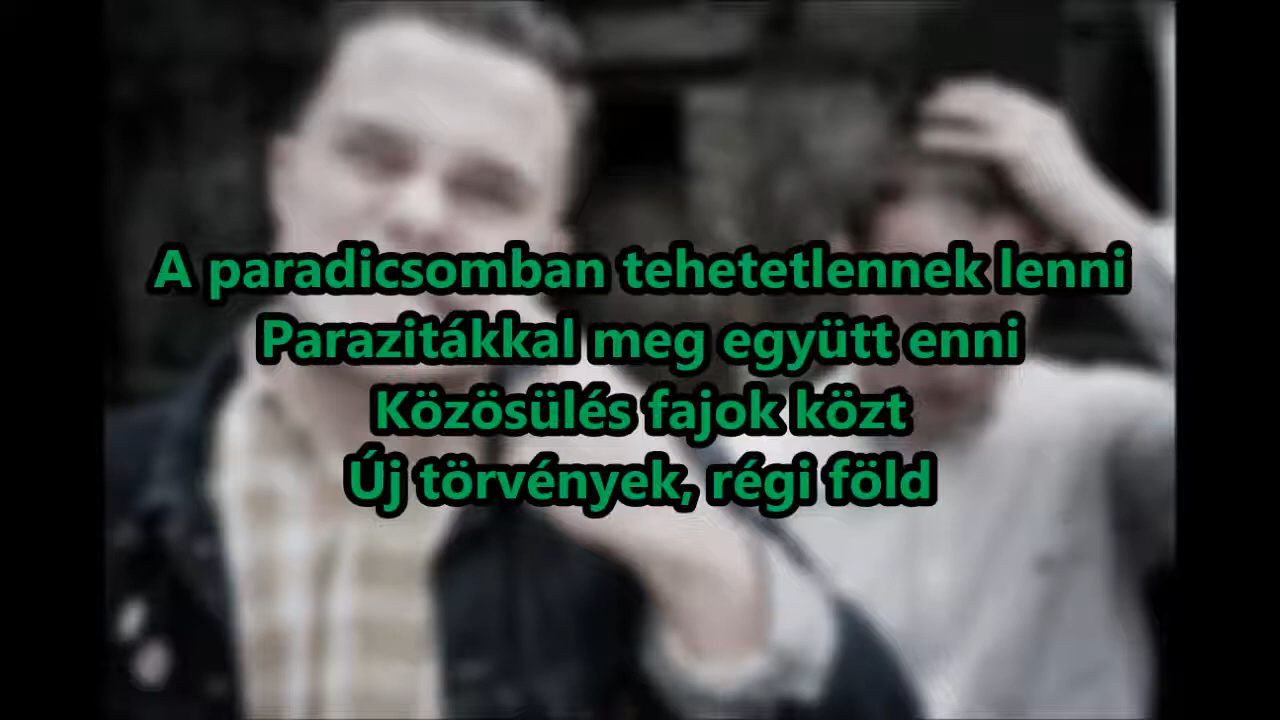 A paradicsomban tehetetlennek lenni
Parazitákkal meg együtt enni
Közösülés fajok közt
Új törvények, régi föld